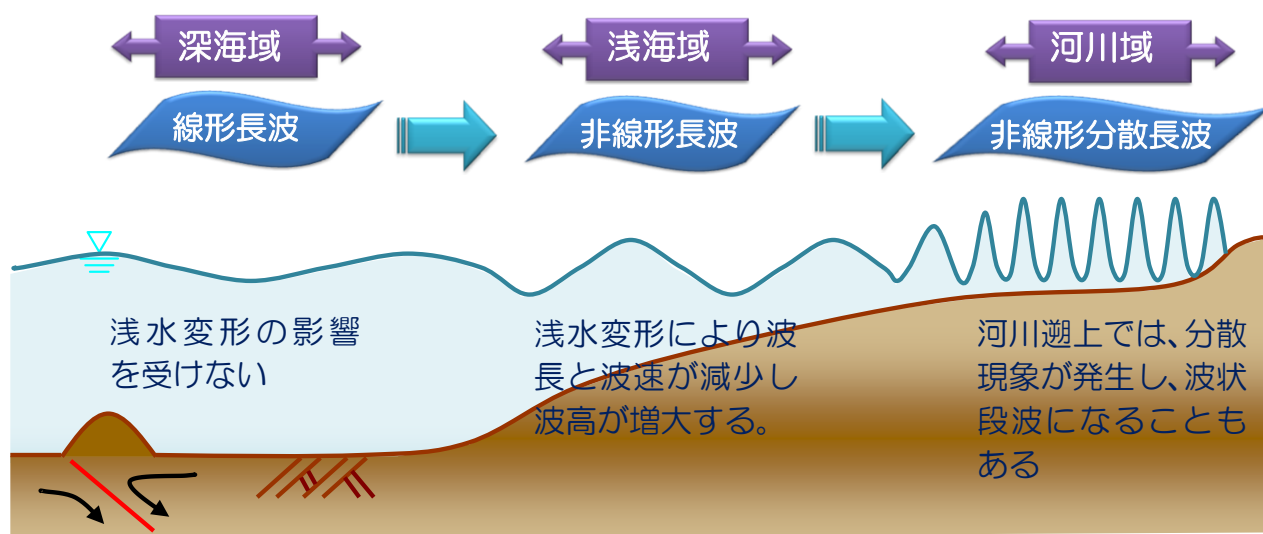 深海域
浅海域
河川域
線形長波
非線形長波
非線形分散長波
浅水変形の影響
を受けない
浅水変形により波
長と波速が減少し
波高が増大する。
河川遡上では、分散
現象が発生し、波状
段波になることも
ある